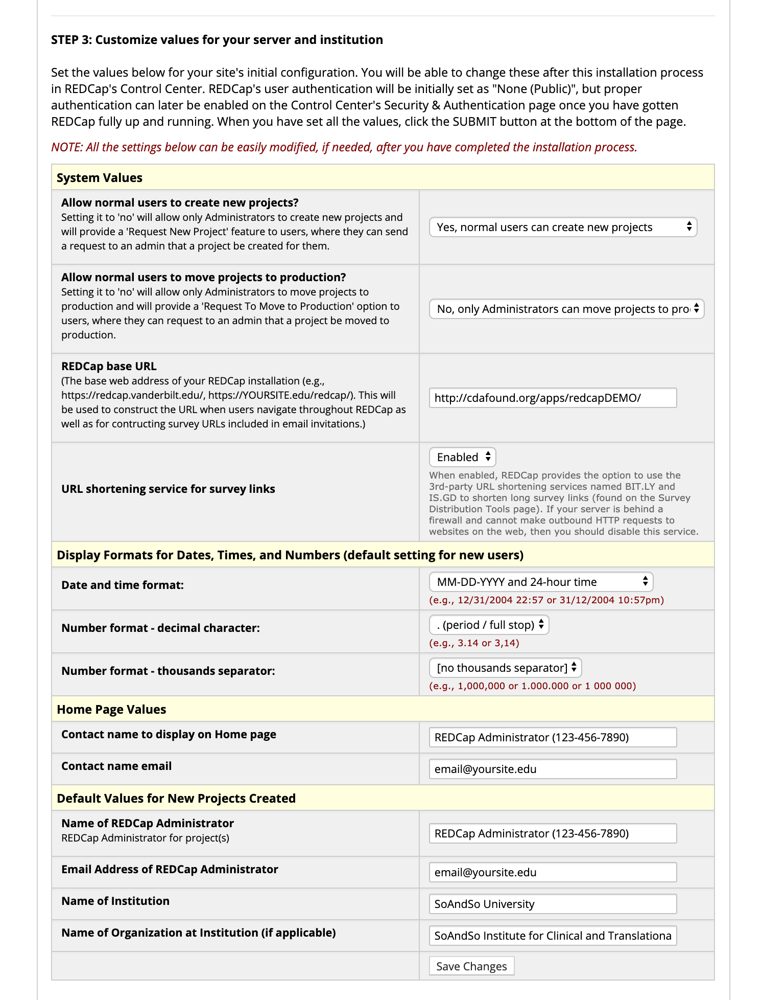 STEP 3: Customize values for your server and institution
Set the values below for your site's initial configuration. You will be able to change these after this installation process
in REDCap's Control Center. REDCap's user authentication will be initially set as "None (Public)", but proper
authentication can later be enabled on the Control Center's Security & Authentication page once you have gotten
REDCap fully up and running. When you have set all the values, click the SUBMIT button at the bottom of the page.
NOTE: All the settings below can be easily modified, if needed, after you have completed the installation process.
System Values
Allow normal users to create new projects?
Setting it to 'no' will allow only Administrators to create new projects and
will provide a 'Request New Project' feature to users, where they can send
a request to an admin that a project be created for them.
Yes, normal users can create new projects
Allow normal users to move projects to production?
Setting it to 'no' will allow only Administrators to move projects to
production and will provide a 'Request To Move to Production' option to
users, where they can request to an admin that a project be moved to
production.
No, only Administrators can move projects to pro
REDCap base URL
(The base web address of your REDCap installation (e.g.,
https://redcap.vanderbilt.edu/, https://YOURSITE.edu/redcap/). This will
be used to construct the URL when users navigate throughout REDCap as
well as for contructing survey URLs included in email invitations.)
http://cdafound.org/apps/redcapDEMO/
URL shortening service for survey links
Enabled
When enabled, REDCap provides the option to use the
3rd-party URL shortening services named BIT.LY and
IS.GD to shorten long survey links (found on the Survey
Distribution Tools page). If your server is behind a
firewall and cannot make outbound HTTP requests to
websites on the web, then you should disable this service.
Display Formats for Dates, Times, and Numbers (default setting for new users)
Date and time format:
MM-DD-YYYY and 24-hour time
(e.g., 12/31/2004 22:57 or 31/12/2004 10:57pm)
Number format - decimal character:
. (period / full stop)
(e.g., 3.14 or 3,14)
Number format - thousands separator:
[no thousands separator]
(e.g., 1,000,000 or 1.000.000 or 1 000 000)
Home Page Values
Contact name to display on Home page
REDCap Administrator (123-456-7890)
Contact name email
email@yoursite.edu
Default Values for New Projects Created
Name of REDCap Administrator
REDCap Administrator for project(s)
REDCap Administrator (123-456-7890)
Email Address of REDCap Administrator
email@yoursite.edu
Name of Institution
SoAndSo University
Name of Organization at Institution (if applicable)
SoAndSo Institute for Clinical and Translationa
Save Changes